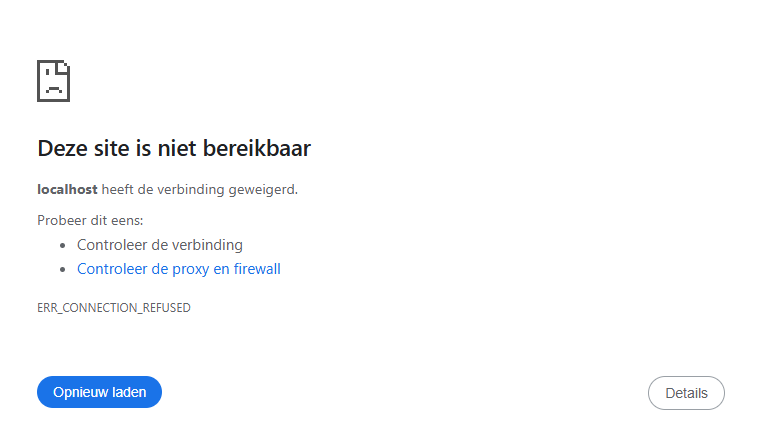 Deze site is niet bereikbaar
localhost heeft de verbinding geweigerd.
Probeer dit eens:
• Controleer de verbinding
• Controleer de proxy en firewall
ERR_CONNECTION_REFUSED
Opnieuw laden
Details